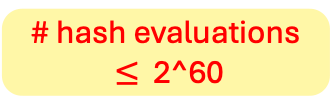 # hash evaluations
≤ 2^60